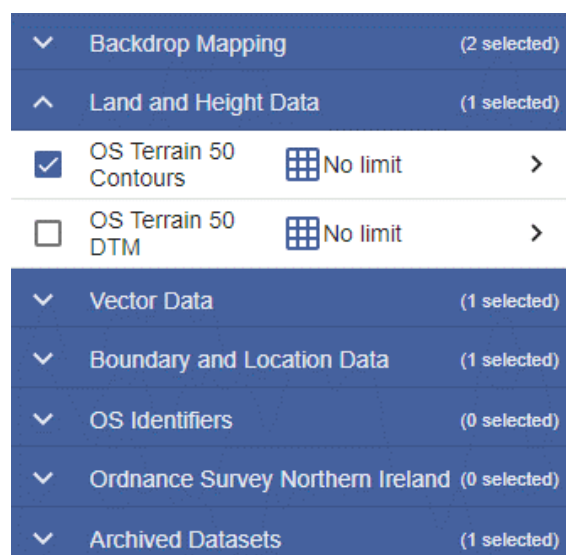 Backdrop Mapping (2 selected)
Land and Height Data (1 selected)
OS Terrain 50
Contours
No limit
OS Terrain 50
DTM
No limit
Vector Data (1 selected)
Boundary and Location Data (1 selected)
OS Identifiers (0 selected)
Ordnance Survey Northern Ireland (0 selected)
Archived Datasets (1 selected)